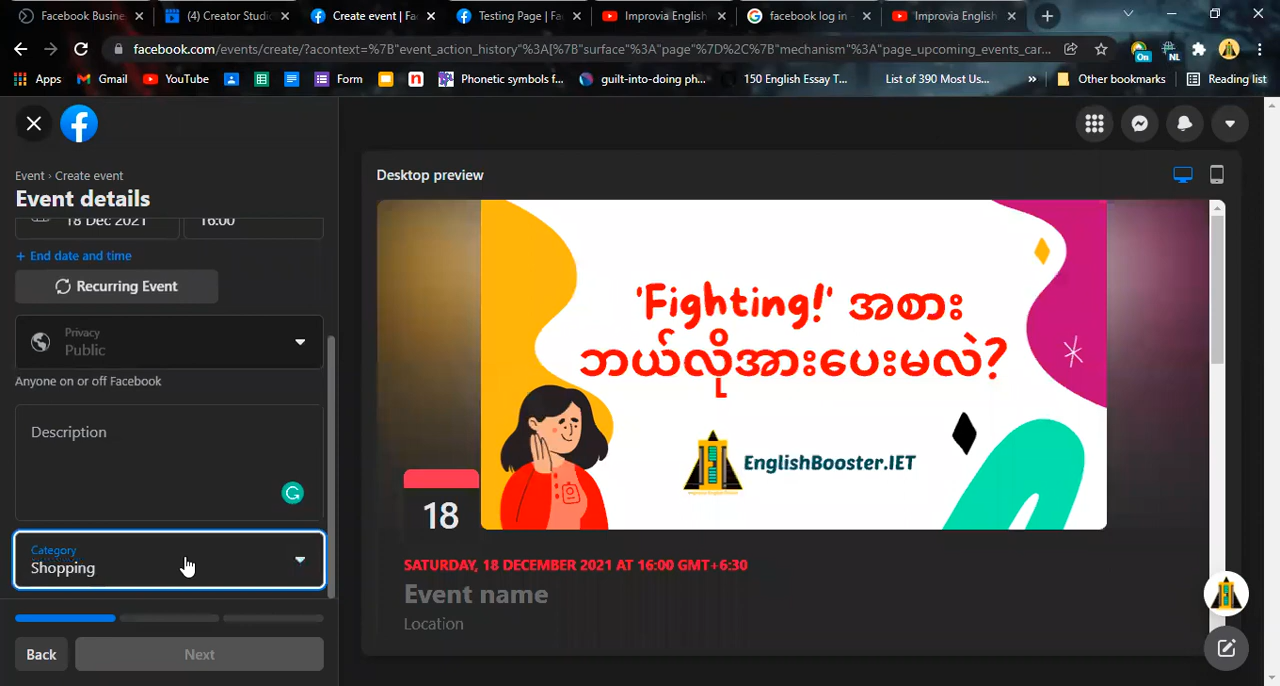 Facebook Busine
(4) Creator Studi
Create event | Fa
Testing Page | Fa
Improvia English
facebook log in -
Improvia English
facebook.com/events/create/?acontext=%7B"event_action_history"%3A[%7B"surface"%3A"page"%7D%2C%7B"mechanism"%3A"page_upcoming_events_car...
On
NL
Apps
Gmail
YouTube
Form
Phonetic symbols f...
guilt-into-doing ph...
150 English Essay T...
List of 390 Most Us...
»
Other bookmarks
Reading list
Event › Create event
Event details
18 Dec 2021
16:00
+ End date and time
Recurring Event
Privacy
Public
Anyone on or off Facebook
Description
Category
Shopping
Back
Next
Desktop preview
'Fighting!' အစား
ဘယ်လိုအားပေးမလဲ?
EnglishBooster.IET
18
SATURDAY, 18 DECEMBER 2021 AT 16:00 GMT+6:30
Event name
Location